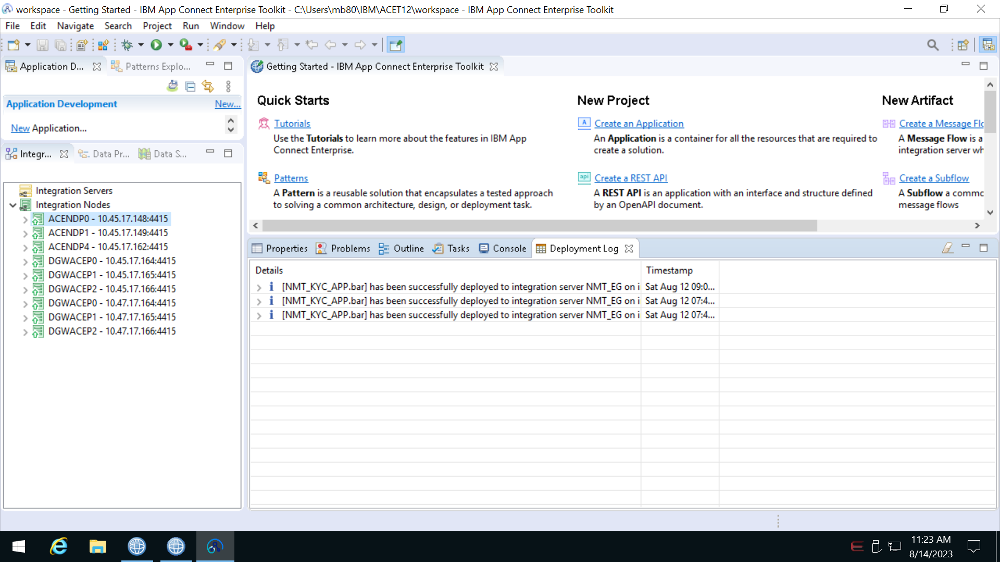 workspace - Getting Started - IBM App Connect Enterprise Toolkit - C:\Users\mb80\IBM\ACET12\workspace - IBM App Connect Enterprise Toolkit
File Edit Navigate Search Project Run Window Help
Application D... Patterns Explo...
Getting Started - IBM App Connect Enterprise Toolkit
Application Development New...
New Application...
Integr... Data Pr... Data S...
Integration Servers
Integration Nodes
ACENDP0 - 10.45.17.148:4415
ACENDP1 - 10.45.17.149:4415
ACENDP4 - 10.45.17.162:4415
DGWACEP0 - 10.45.17.164:4415
DGWACEP1 - 10.45.17.165:4415
DGWACEP2 - 10.45.17.166:4415
DGWACEP0 - 10.47.17.164:4415
DGWACEP1 - 10.47.17.165:4415
DGWACEP2 - 10.47.17.166:4415
Quick Starts
Tutorials
Use the Tutorials to learn more about the features in IBM App
Connect Enterprise.
Patterns
A Pattern is a reusable solution that encapsulates a tested approach
to solving a common architecture, design, or deployment task.
New Project
A
Create an Application
An Application is a container for all the resources that are required to
create a solution.
api
Create a REST API
A REST API is an application with an interface and structure defined
by an OpenAPI document.
New Artifact
Create a Message Flo
A Message Flow is a
integration server wh
Create a Subflow
A Subflow a commo
message flows
Properties Problems Outline Tasks Console Deployment Log
Details Timestamp
[NMT_KYC_APP.bar] has been successfully deployed to integration server NMT_EG on i Sat Aug 12 09:0...
[NMT_KYC_APP.bar] has been successfully deployed to integration server NMT_EG on i Sat Aug 12 07:4...
[NMT_KYC_APP.bar] has been successfully deployed to integration server NMT_EG on i Sat Aug 12 07:4...
11:23 AM
8/14/2023